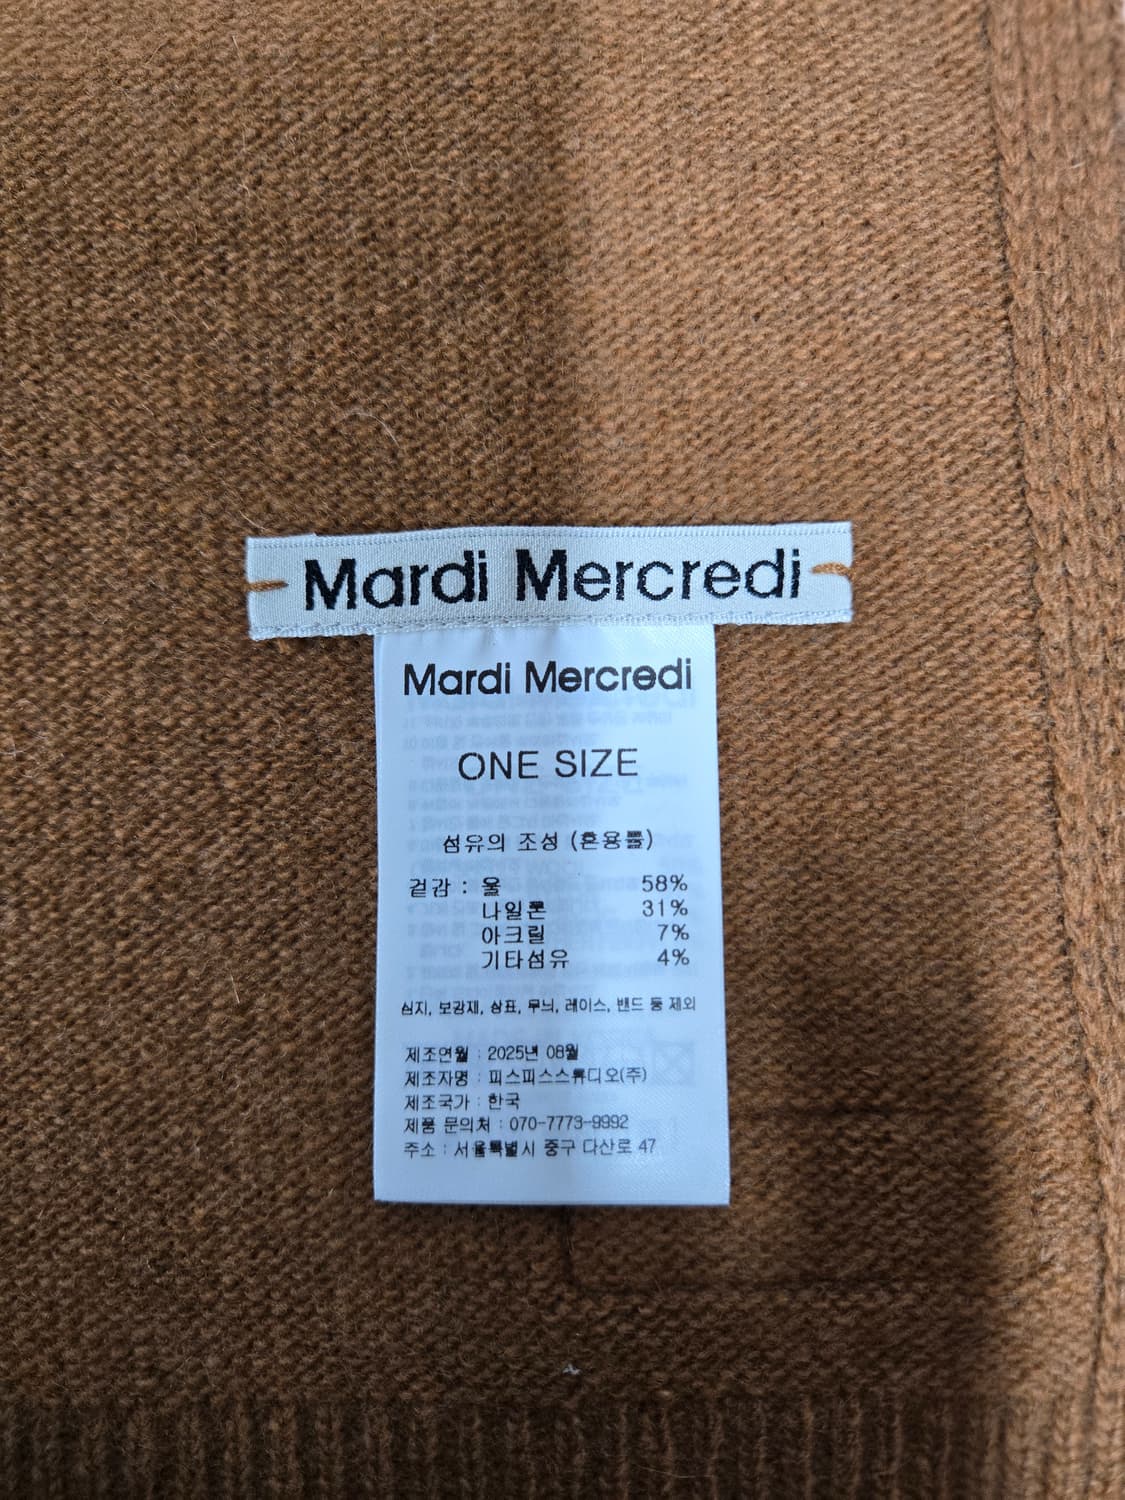 Mardi Mercredi
Mardi Mercredi
ONE SIZE
섬유의 조성 (혼용률)
겉감 : 울 58%
나일론 31%
아크릴 7%
기타섬유 4%
심지, 보강재, 상표, 무늬, 레이스, 밴드 등 제외
제조연월 : 2025년 08월
제조자명 : 피스피스스튜디오(주)
제조국가 : 한국
제품 문의처 : 070-7773-9992
주소 : 서울특별시 중구 다산로 47